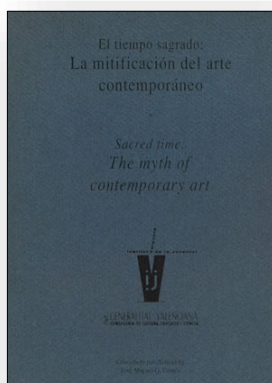 El tiempo sagrado:
La mitificación del arte
contemporáneo
Sacred time:
The myth of
contemporary art
GENERALITAT VALENCIANA